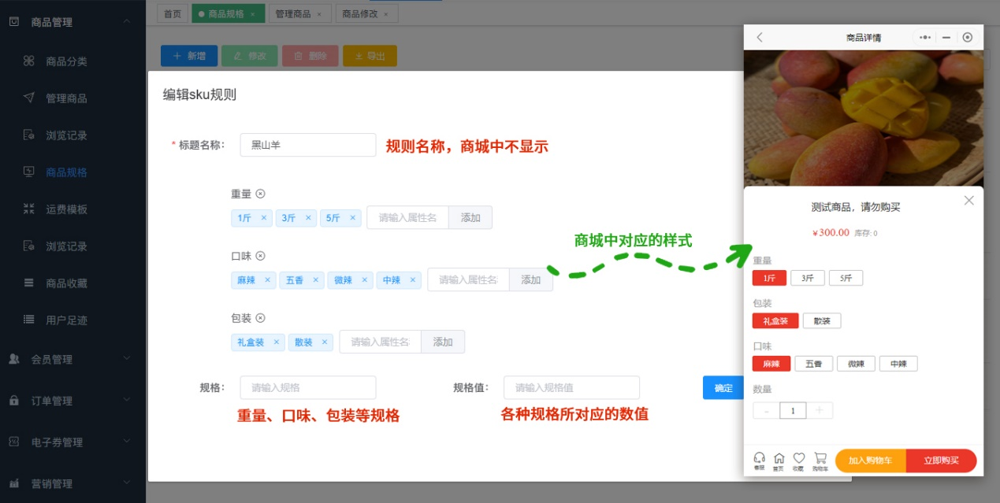 商品管理
商品分类
管理商品
浏览记录
商品规格
运费模板
浏览记录
商品收藏
用户足迹
会员管理
订单管理
电子券管理
营销管理
首页 商品规格 × 管理商品 × 商品修改 ×
+ 新增 修改 删除 导出
编辑sku规则
* 标题名称: 黑山羊 规则名称，商城中不显示
重量
1斤 × 3斤 × 5斤 × 请输入属性名 添加
口味
麻辣 × 五香 × 微辣 × 中辣 × 请输入属性名 添加
包装
礼盒装 × 散装 × 请输入属性名 添加
规格: 请输入规格 规格值: 请输入规格值 确定
重量、口味、包装等规格 各种规格所对应的数值
商城中对应的样式
商品详情
测试商品，请勿购买
¥300.00 库存: 0
重量
1斤 3斤 5斤
包装
礼盒装 散装
口味
麻辣 五香 微辣 中辣
数量
- 1 +
客服 首页 收藏 购物车 加入购物车 立即购买